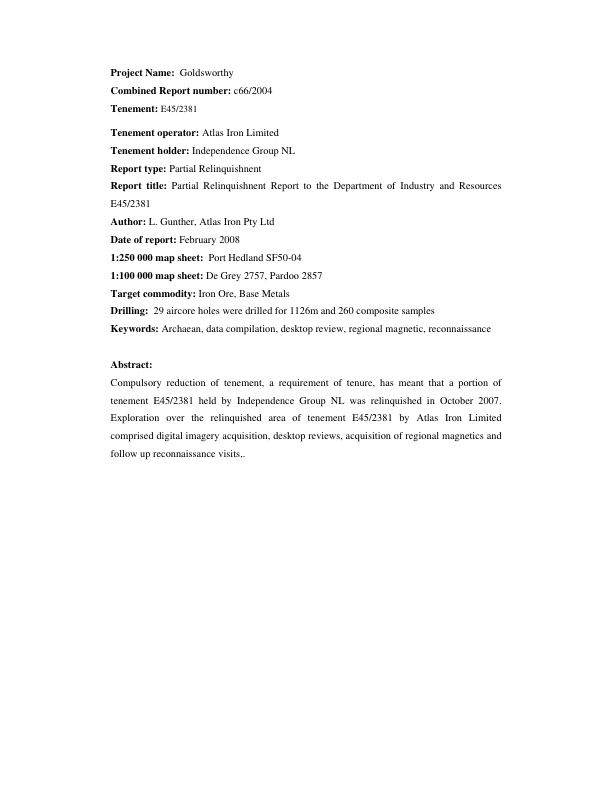 Project Name: Goldsworthy
Combined Report number: c66/2004
Tenement: E45/2381
Tenement operator: Atlas Iron Limited
Tenement holder: Independence Group NL
Report type: Partial Relinquishment
Report title: Partial Relinquishment Report to the Department of Industry and Resources
E45/2381
Author: L. Gunther, Atlas Iron Pty Ltd
Date of report: February 2008
1:250 000 map sheet: Port Hedland SF50-04
1:100 000 map sheet: De Grey 2757, Pardoo 2857
Target commodity: Iron Ore, Base Metals
Drilling: 29 aircore holes were drilled for 1126m and 260 composite samples
Keywords: Archaean, data compilation, desktop review, regional magnetic, reconnaissance
Abstract:
Compulsory reduction of tenement, a requirement of tenure, has meant that a portion of
tenement E45/2381 held by Independence Group NL was relinquished in October 2007.
Exploration over the relinquished area of tenement E45/2381 by Atlas Iron Limited
comprised digital imagery acquisition, desktop reviews, acquisition of regional magnetics and
follow up reconnaissance visits,.